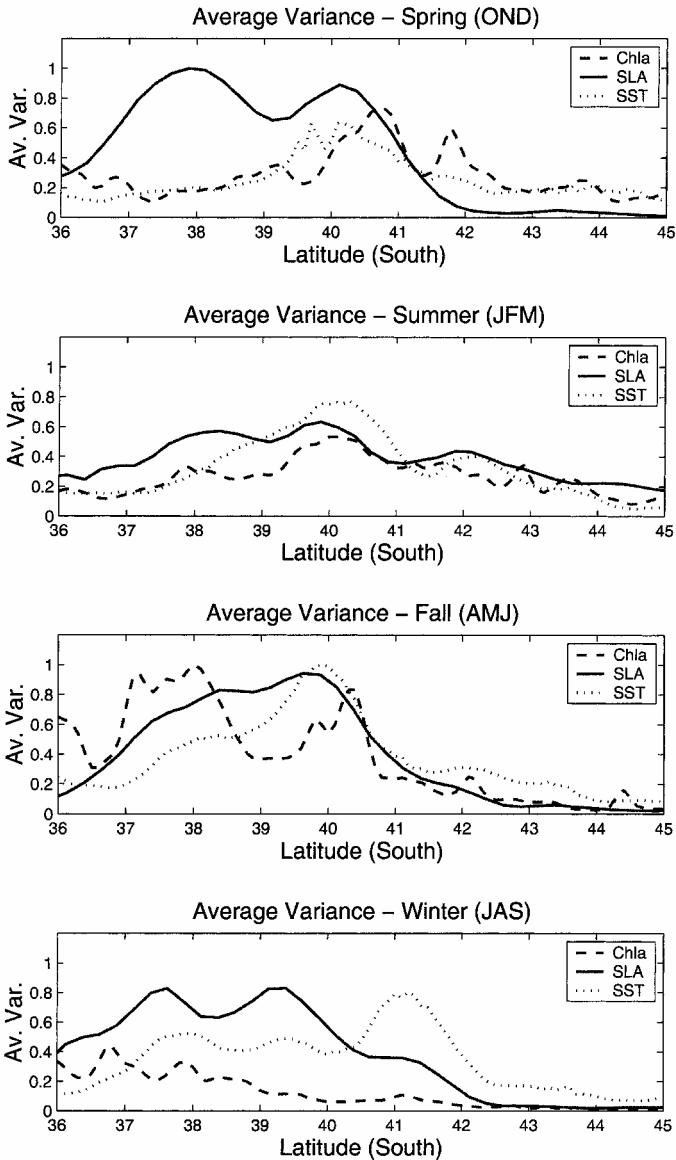 Average Variance – Spring (OND)
Av. Var.
1
0.8
0.6
0.4
0.2
0
Chla
SLA
SST
36 37 38 39 40 41 42 43 44 45
Latitude (South)
Average Variance – Summer (JFM)
Av. Var.
1
0.8
0.6
0.4
0.2
0
Chla
SLA
SST
36 37 38 39 40 41 42 43 44 45
Latitude (South)
Average Variance – Fall (AMJ)
Av. Var.
1
0.8
0.6
0.4
0.2
0
Chla
SLA
SST
36 37 38 39 40 41 42 43 44 45
Latitude (South)
Average Variance – Winter (JAS)
Av. Var.
1
0.8
0.6
0.4
0.2
0
Chla
SLA
SST
36 37 38 39 40 41 42 43 44 45
Latitude (South)